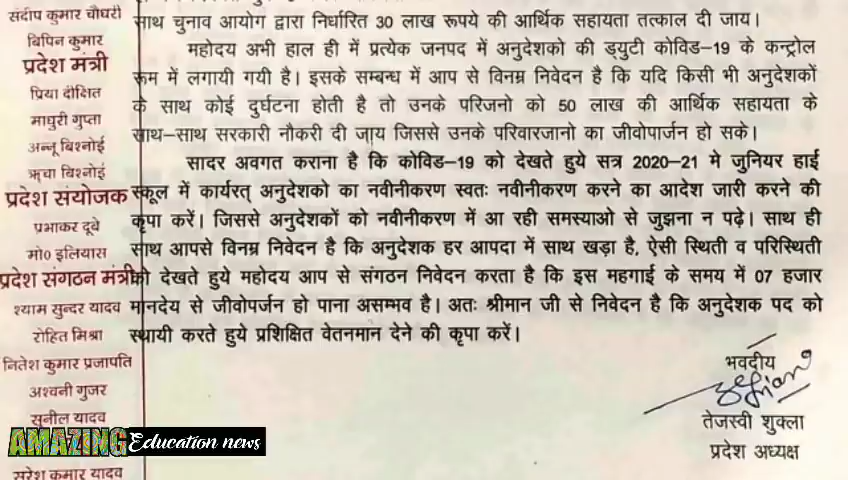 संदीप कुमार चौघरी
बिपिन कुमार
प्रदेश मंत्री
प्रिया दीक्षित
माधुरी गुप्ता
अन्नू बिश्नोई
ऋचा बिश्नोई
प्रदेश संयोजक
प्रभाकर दूबे
मो० इलियास
प्रदेश संगठन मंत्री
श्याम सुन्दर यादव
रोहित मिश्रा
नितेश कुमार प्रजापति
अश्वनी गुजर
सुनील यादव
सुरेश कुमार यादव
साथ चुनाव आयोग द्वारा निर्धारित 30 लाख रूपये की आर्थिक सहायता तत्काल दी जाय।
महोदय अभी हाल ही में प्रत्येक जनपद में अनुदेशको की ड्युटी कोविड-19 के कन्ट्रोल
रूम में लगायी गयी है। इसके सम्बन्ध में आप से विनम्र निवेदन है कि यदि किसी भी अनुदेशकों
के साथ कोई दुर्घटना होती है तो उनके परिजनो को 50 लाख की आर्थिक सहायता के
साथ-साथ सरकारी नौकरी दी जाय जिससे उनके परिवारजानो का जीवोपार्जन हो सके।
सादर अवगत कराना है कि कोविड-19 को देखते हुये सत्र 2020-21 मे जुनियर हाई
स्कूल में कार्यरत् अनुदेशको का नवीनीकरण स्वतः नवीनीकरण करने का आदेश जारी करने की
कृपा करें। जिससे अनुदेशकों को नवीनीकरण में आ रही समस्याओ से जुझना न पढ़े। साथ ही
साथ आपसे विनम्र निवेदन है कि अनुदेशक हर आपदा में साथ खड़ा है, ऐसी स्थिती व परिस्थिती
को देखते हुये महोदय आप से संगठन निवेदन करता है कि इस महगाई के समय में 07 हजार
मानदेय से जीवोपर्जन हो पाना असम्भव है। अतः श्रीमान जी से निवेदन है कि अनुदेशक पद को
स्थायी करते हुये प्रशिक्षित वेतनमान देने की कृपा करें।
भवदीय
तेजस्वी शुक्ला
प्रदेश अध्यक्ष
AMAZING Education news